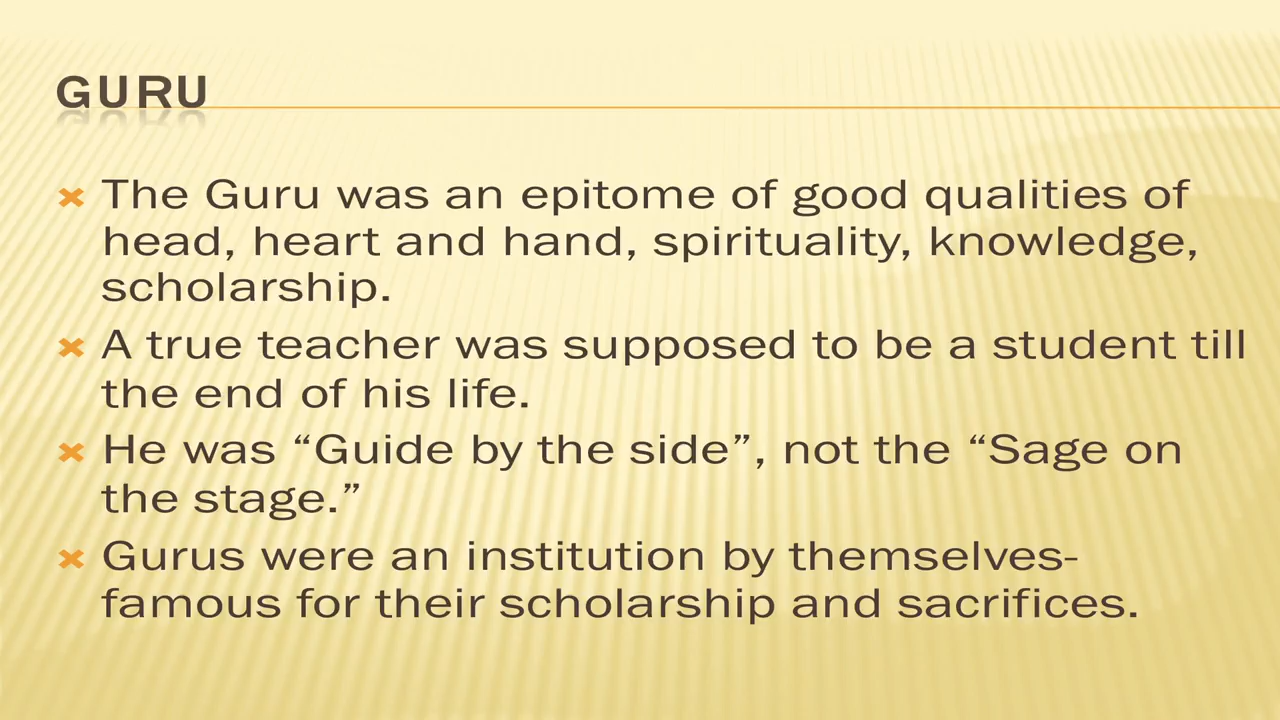 GURU
The Guru was an epitome of good qualities of
head, heart and hand, spirituality, knowledge,
scholarship.
A true teacher was supposed to be a student till
the end of his life.
He was “Guide by the side”, not the “Sage on
the stage.”
Gurus were an institution by themselves-
famous for their scholarship and sacrifices.